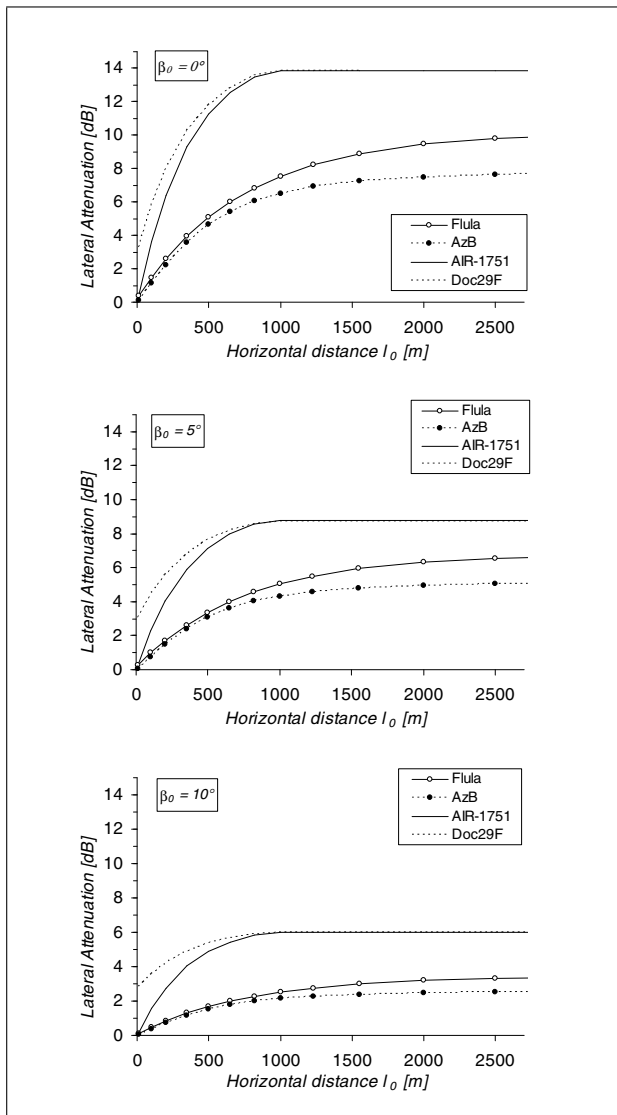 β₀ = 0°
Lateral Attenuation [dB]
14
12
10
8
6
4
2
0
Flula
AzB
AIR-1751
Doc29F
0 500 1000 1500 2000 2500
Horizontal distance l₀ [m]
β₀ = 5°
Lateral Attenuation [dB]
14
12
10
8
6
4
2
0
Flula
AzB
AIR-1751
Doc29F
0 500 1000 1500 2000 2500
Horizontal distance l₀ [m]
β₀ = 10°
Lateral Attenuation [dB]
14
12
10
8
6
4
2
0
Flula
AzB
AIR-1751
Doc29F
0 500 1000 1500 2000 2500
Horizontal distance l₀ [m]